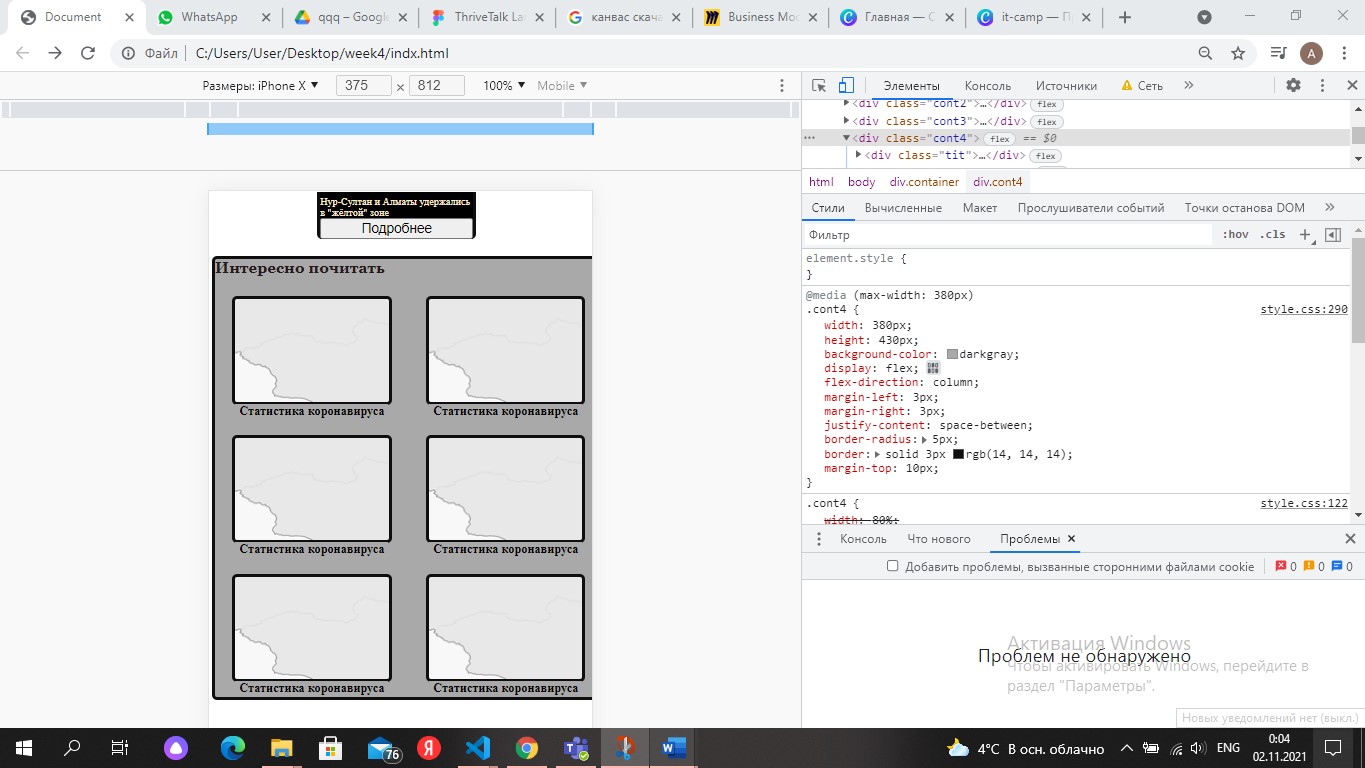 Document
WhatsApp
qqq – Google
ThriveTalk La
канвас скача
Business Mo
Главная — C
it-camp — П
Файл | C:/Users/User/Desktop/week4/indx.html
A
Размеры: iPhone X ▼ 375 × 812 100% ▼ Mobile ▼
Нур-Султан и Алматы удержались
в "жёлтой" зоне
Подробнее
Интересно почитать
Статистика коронавируса Статистика коронавируса
Статистика коронавируса Статистика коронавируса
Статистика коронавируса Статистика коронавируса
Элементы Консоль Источники Сеть »
<div class="cont2">…</div> flex
<div class="cont3">…</div> flex
<div class="cont4"> flex == $0
<div class="tit">…</div> flex
html body div.container div.cont4
Стили Вычисленные Макет Прослушиватели событий Точки останова DOM »
Фильтр :hov .cls +
element.style {
}
@media (max-width: 380px)
.cont4 { style.css:290
width: 380px;
height: 430px;
background-color: darkgray;
display: flex;
flex-direction: column;
margin-left: 3px;
margin-right: 3px;
justify-content: space-between;
border-radius: 5px;
border: solid 3px rgb(14, 14, 14);
margin-top: 10px;
}
.cont4 { style.css:122
width: 80%;
Консоль Что нового Проблемы ×
Добавить проблемы, вызванные сторонними файлами cookie 0 0 0
Проблем не обнаружено
Активация Windows
Чтобы активировать Windows, перейдите в
раздел "Параметры".
Новых уведомлений нет (выкл.)
76
Я
4°C В осн. облачно
ENG
0:04
02.11.2021